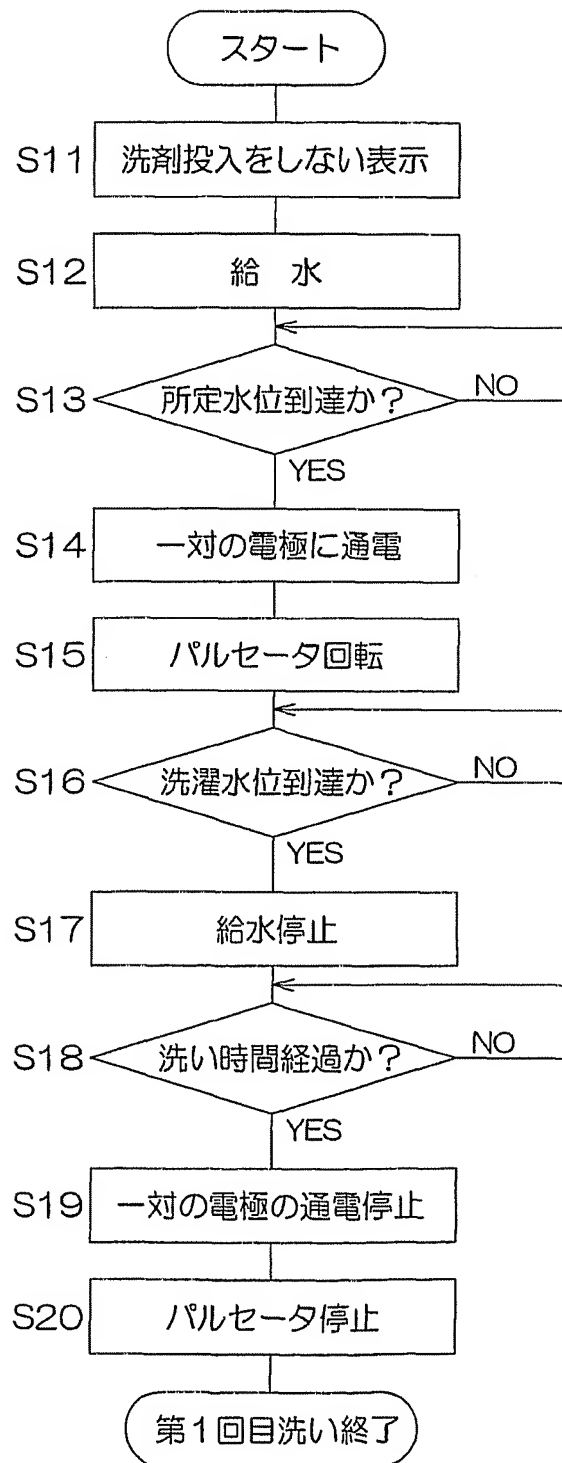 スタート
S11 洗剤投入をしない表示
S12 給 水
S13 所定水位到達か？ NO
YES
S14 一対の電極に通電
S15 パルセータ回転
S16 洗濯水位到達か？ NO
YES
S17 給水停止
S18 洗い時間経過か？ NO
YES
S19 一対の電極の通電停止
S20 パルセータ停止
第1回目洗い終了